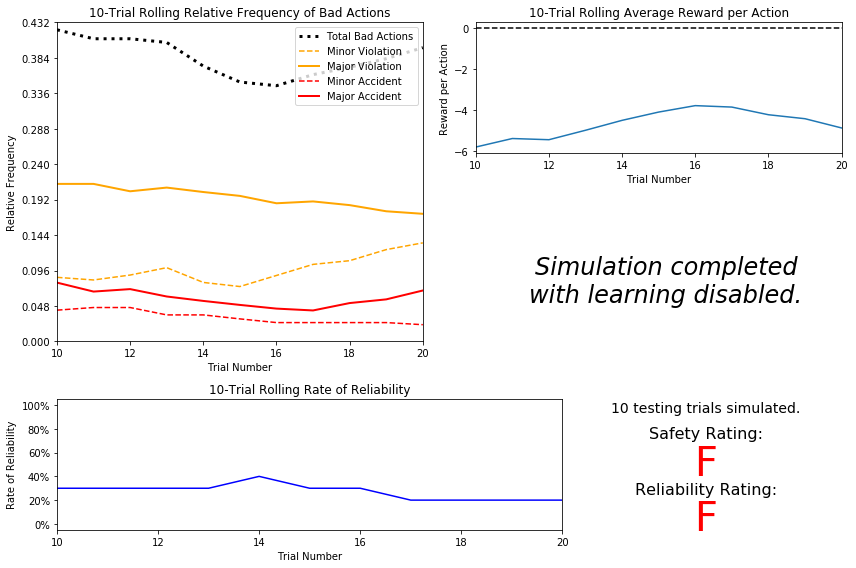 10-Trial Rolling Relative Frequency of Bad Actions
Relative Frequency
0.432
0.384
0.336
0.288
0.240
0.192
0.144
0.096
0.048
0.000
Total Bad Actions
Minor Violation
Major Violation
Minor Accident
Major Accident
10 12 14 16 18 20
Trial Number
10-Trial Rolling Average Reward per Action
Reward per Action
0
−2
−4
−6
10 12 14 16 18 20
Trial Number
Simulation completed
with learning disabled.
10-Trial Rolling Rate of Reliability
Rate of Reliability
100%
80%
60%
40%
20%
0%
10 12 14 16 18 20
Trial Number
10 testing trials simulated.
Safety Rating:
F
Reliability Rating:
F